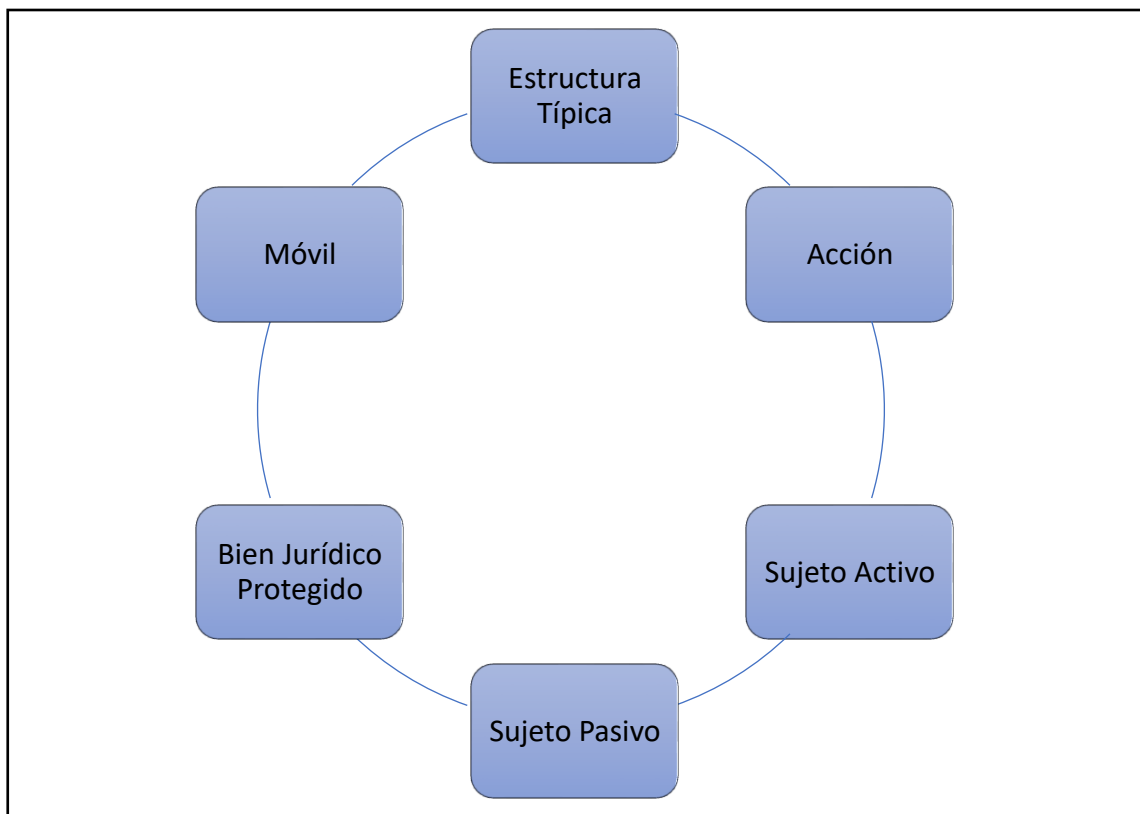 Estructura
Típica
Acción
Sujeto Activo
Sujeto Pasivo
Bien Jurídico
Protegido
Móvil